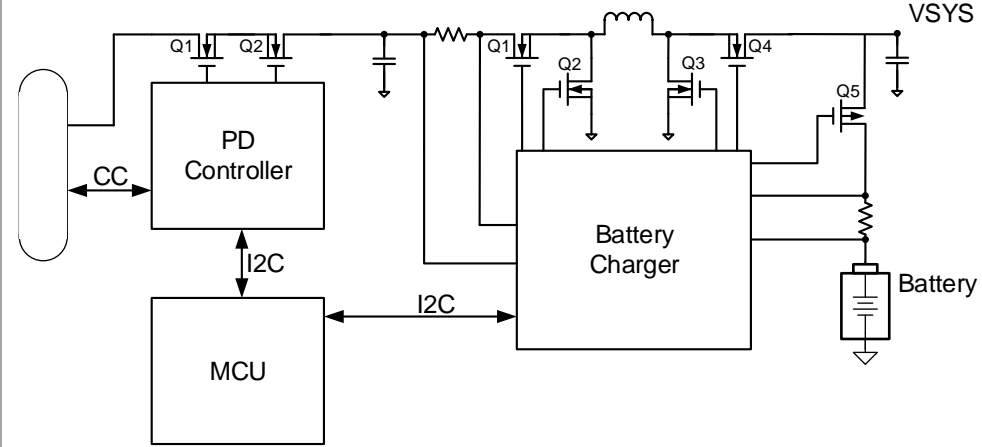 VSYS
Q1
Q2
Q1
Q4
Q2
Q3
Q5
PD
Controller
CC
I2C
Battery
Charger
Battery
I2C
MCU